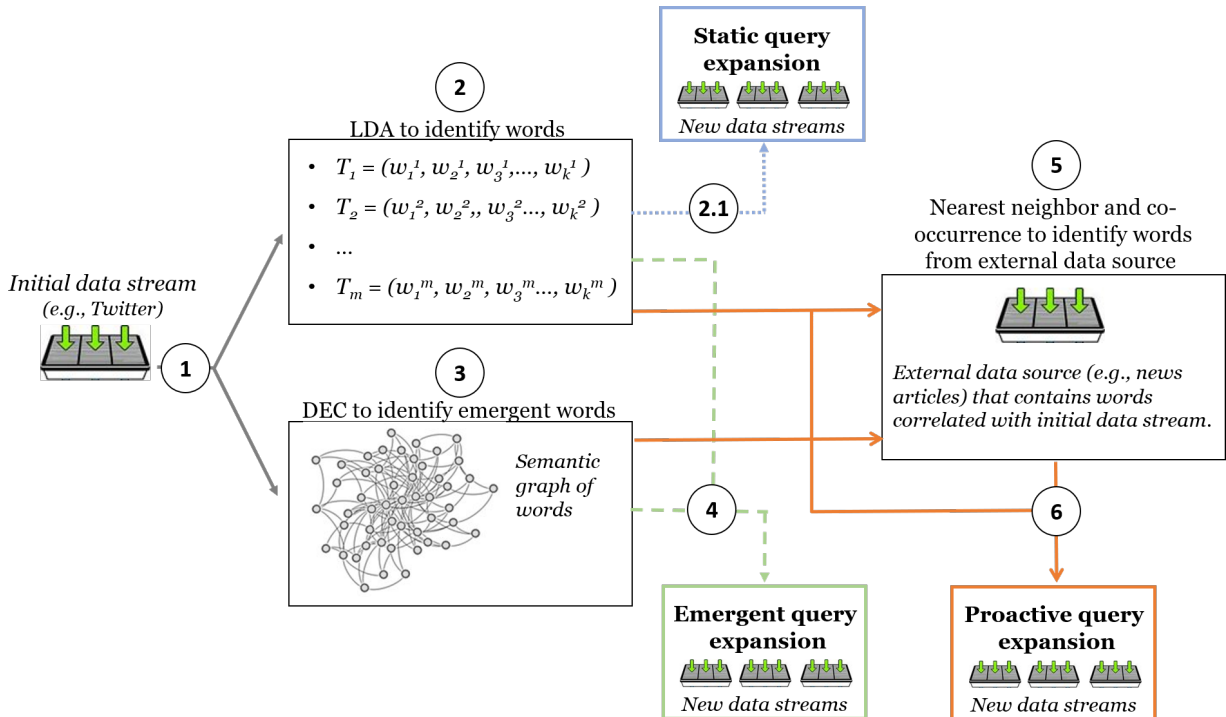 Initial data stream
(e.g., Twitter)
1
2
LDA to identify words
• T₁ = (w₁¹, w₂¹, w₃¹,..., wₖ¹ )
• T₂ = (w₁², w₂²,, w₃²..., wₖ² )
• ...
• Tₘ = (w₁ᵐ, w₂ᵐ, w₃ᵐ..., wₖᵐ )
3
DEC to identify emergent words
Semantic
graph of
words
2.1
Static query
expansion
New data streams
4
Emergent query
expansion
New data streams
5
Nearest neighbor and co-
occurrence to identify words
from external data source
External data source (e.g., news
articles) that contains words
correlated with initial data stream.
6
Proactive query
expansion
New data streams